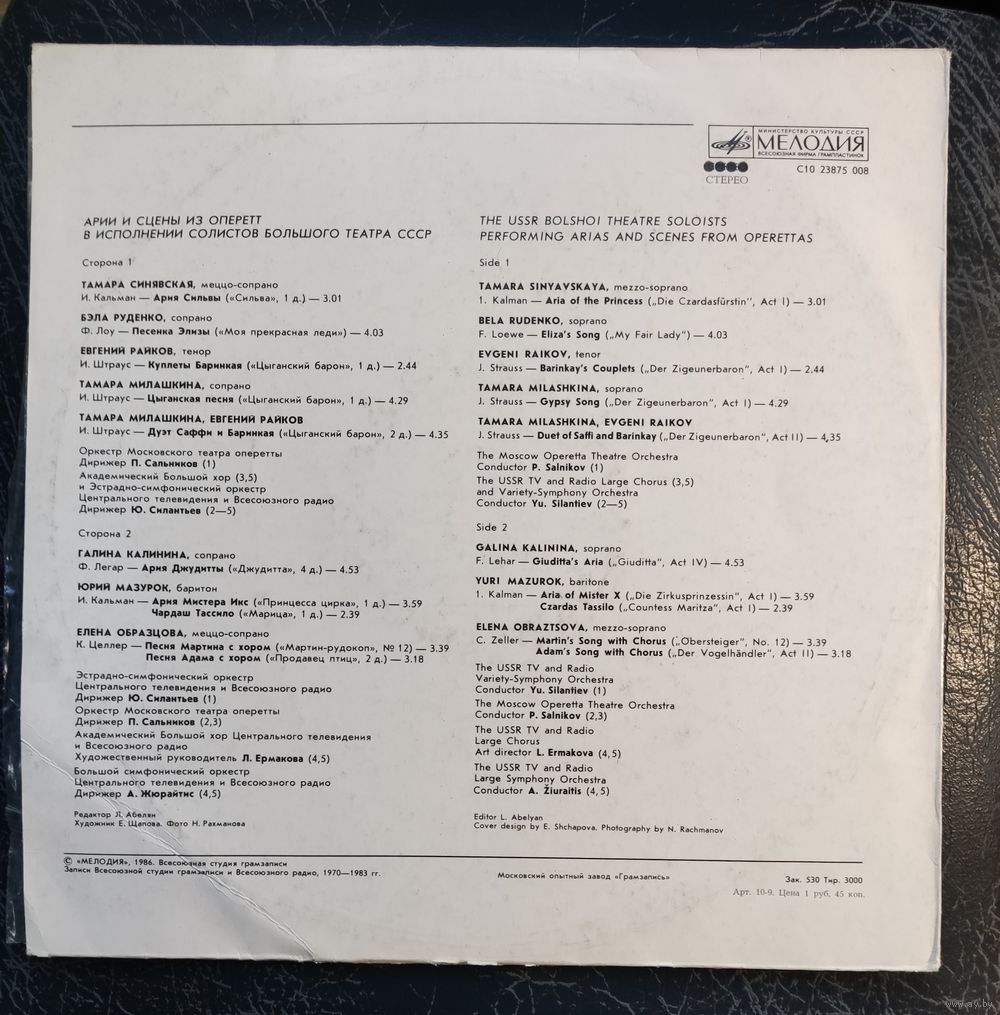 МИНИСТЕРСТВО КУЛЬТУРЫ СССР
МЕЛОДИЯ
ВСЕСОЮЗНАЯ ФИРМА ГРАМПЛАСТИНОК
СТЕРЕО
С10 23875 008
АРИИ И СЦЕНЫ ИЗ ОПЕРЕТТ
В ИСПОЛНЕНИИ СОЛИСТОВ БОЛЬШОГО ТЕАТРА СССР
Сторона 1
ТАМАРА СИНЯВСКАЯ, меццо-сопрано
И. Кальман — Ария Сильвы («Сильва», 1 д.) — 3.01
БЭЛА РУДЕНКО, сопрано
Ф. Лоу — Песенка Элизы («Моя прекрасная леди») — 4.03
ЕВГЕНИЙ РАЙКОВ, тенор
И. Штраус — Куплеты Баринкая («Цыганский барон», 1 д.) — 2.44
ТАМАРА МИЛАШКИНА, сопрано
И. Штраус — Цыганская песня («Цыганский барон», 1 д.) — 4.29
ТАМАРА МИЛАШКИНА, ЕВГЕНИЙ РАЙКОВ
И. Штраус — Дуэт Саффи и Баринкая («Цыганский барон», 2 д.) — 4.35
Оркестр Московского театра оперетты
Дирижер П. Сальников (1)
Академический Большой хор (3,5)
и Эстрадно-симфонический оркестр
Центрального телевидения и Всесоюзного радио
Дирижер Ю. Силантьев (2—5)
Сторона 2
ГАЛИНА КАЛИНИНА, сопрано
Ф. Легар — Ария Джудитты («Джудитта», 4 д.) — 4.53
ЮРИЙ МАЗУРОК, баритон
И. Кальман — Ария Мистера Икс («Принцесса цирка», 1 д.) — 3.59
Чардаш Тассило («Марица», 1 д.) — 2.39
ЕЛЕНА ОБРАЗЦОВА, меццо-сопрано
К. Целлер — Песня Мартина с хором («Мартин-рудокоп», № 12) — 3.39
Песня Адама с хором («Продавец птиц», 2 д.) — 3.18
Эстрадно-симфонический оркестр
Центрального телевидения и Всесоюзного радио
Дирижер Ю. Силантьев (1)
Оркестр Московского театра оперетты
Дирижер П. Сальников (2,3)
Академический Большой хор Центрального телевидения
и Всесоюзного радио
Художественный руководитель Л. Ермакова (4,5)
Большой симфонический оркестр
Центрального телевидения и Всесоюзного радио
Дирижер А. Жюрайтис (4,5)
Редактор Л. Абелян
Художник Е. Щапова. Фото Н. Рахманова
THE USSR BOLSHOI THEATRE SOLOISTS
PERFORMING ARIAS AND SCENES FROM OPERETTAS
Side 1
TAMARA SINYAVSKAYA, mezzo-soprano
1. Kalman — Aria of the Princess („Die Czardasfürstin", Act I) — 3.01
BELA RUDENKO, soprano
F. Loewe — Eliza's Song („My Fair Lady") — 4.03
EVGENI RAIKOV, tenor
J. Strauss — Barinkay's Couplets („Der Zigeunerbaron", Act I) — 2.44
TAMARA MILASHKINA, soprano
J. Strauss — Gypsy Song („Der Zigeunerbaron", Act I) — 4.29
TAMARA MILASHKINA, EVGENI RAIKOV
J. Strauss — Duet of Saffi and Barinkay („Der Zigeunerbaron", Act II) — 4,35
The Moscow Operetta Theatre Orchestra
Conductor P. Salnikov (1)
The USSR TV and Radio Large Chorus (3,5)
and Variety-Symphony Orchestra
Conductor Yu. Silantiev (2—5)
Side 2
GALINA KALININA, soprano
F. Lehar — Giuditta's Aria („Giuditta", Act IV) — 4.53
YURI MAZUROK, baritone
1. Kalman — Aria of Mister X („Die Zirkusprinzessin", Act I) — 3.59
Czardas Tassilo („Countess Maritza", Act I) — 2.39
ELENA OBRAZTSOVA, mezzo-soprano
C. Zeller — Martin's Song with Chorus („Obersteiger", No. 12) — 3.39
Adam's Song with Chorus („Der Vogelhändler", Act II) — 3.18
The USSR TV and Radio
Variety-Symphony Orchestra
Conductor Yu. Silantiev (1)
The Moscow Operetta Theatre Orchestra
Conductor P. Salnikov (2,3)
The USSR TV and Radio
Large Chorus
Art director L. Ermakova (4,5)
The USSR TV and Radio
Large Symphony Orchestra
Conductor A. Žiuraitis (4,5)
Editor L. Abelyan
Cover design by E. Shchapova. Photography by N. Rachmanov
© «МЕЛОДИЯ», 1986. Всесоюзная студия грамзаписи
Записи Всесоюзной студии грамзаписи и Всесоюзного радио, 1970—1983 гг.
Московский опытный завод «Грамзапись»
Зак. 530 Тир. 3000
Арт. 10-9. Цена 1 руб. 45 коп.
www.ay.by